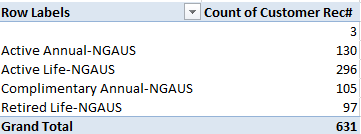 Row Labels Count of Customer Rec#
3
Active Annual-NGAUS 130
Active Life-NGAUS 296
Complimentary Annual-NGAUS 105
Retired Life-NGAUS 97
Grand Total 631